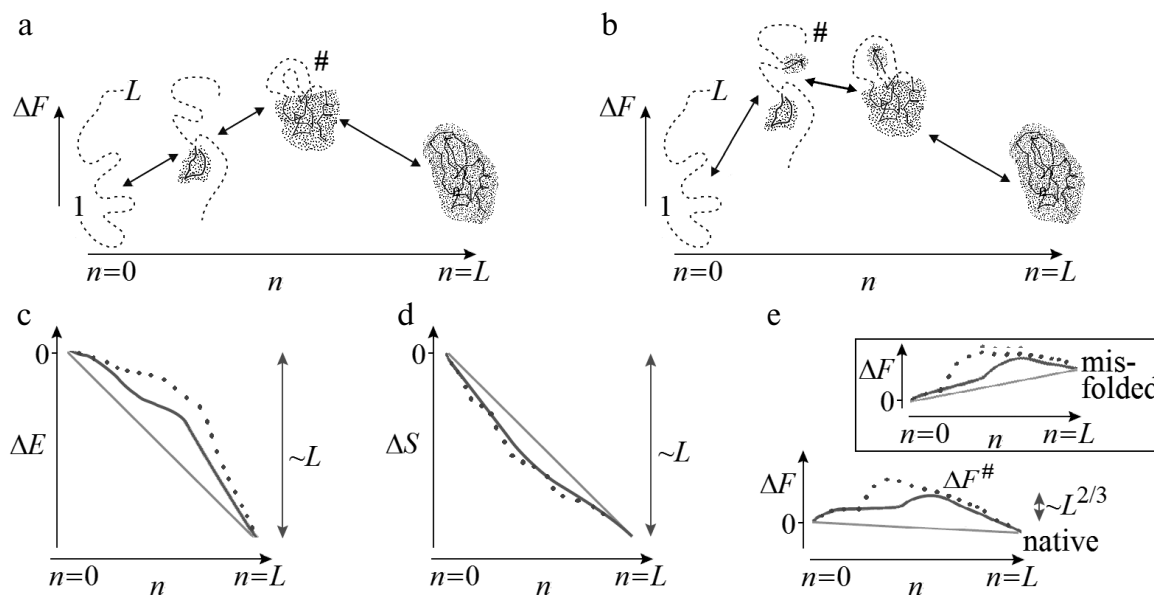 a
#
L
ΔF
1
n=0
n
n=L
b
#
L
ΔF
1
n=0
n
n=L
c
0
ΔE
~L
n=0
n
n=L
d
0
ΔS
~L
n=0
n
n=L
e
ΔF
0
mis-
folded
n=0
n
n=L
ΔF
ΔF#
~L2/3
0
native
n=0
n
n=L